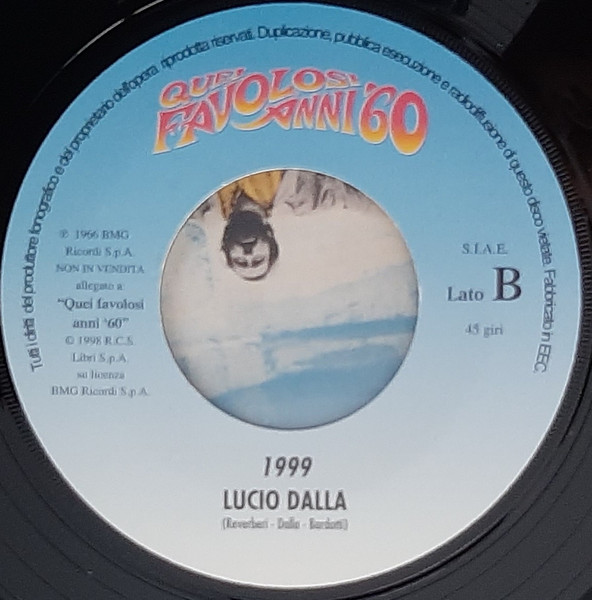 Tutti i diritti del produttore fonografico e del proprietario dell'opera riprodotta riservati. Duplicazione, pubblica esecuzione e radiodiffusione di questo disco vietate. Fabbricato in EEC.
QUEI
FAVOLOSI
ANNI '60
℗ 1966 BMG
Ricordi S.p.A.
NON IN VENDITA
allegato a
“Quei favolosi
anni ‘60”
© 1998 R.C.S.
Libri S.p.A.
su licenza
BMG Ricordi S.p.A.
S.I.A.E.
Lato B
45 giri
1999
LUCIO DALLA
(Reverberi - Dalla - Bardotti)